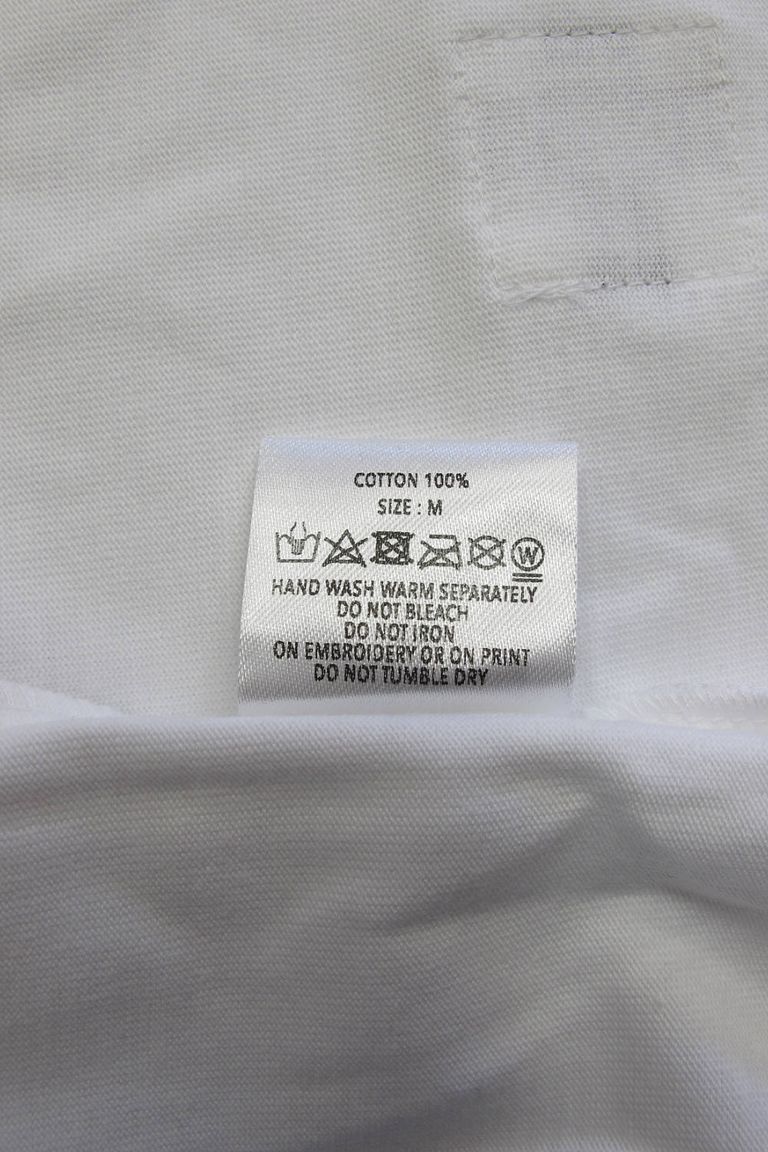 COTTON 100%
SIZE : M
W
HAND WASH WARM SEPARATELY
DO NOT BLEACH
DO NOT IRON
ON EMBROIDERY OR ON PRINT
DO NOT TUMBLE DRY